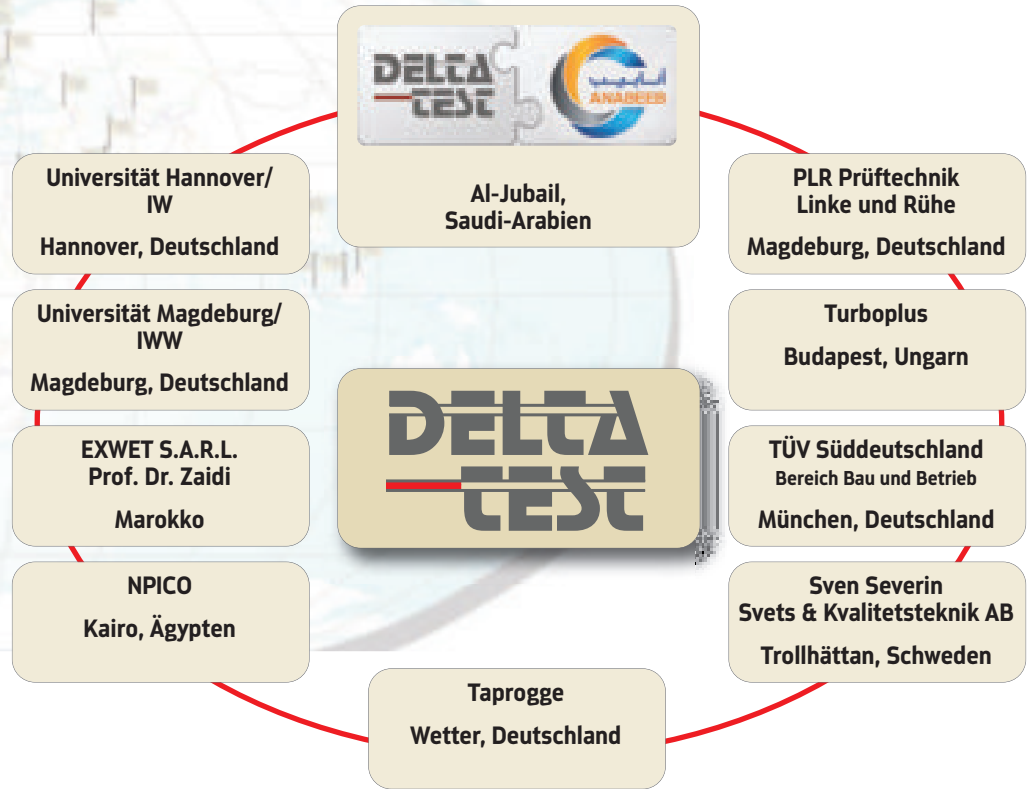 DELTA
TEST
أنابيب
ANABEEB
Al-Jubail,
Saudi-Arabien
Universität Hannover/
IW
Hannover, Deutschland
PLR Prüftechnik
Linke und Rühe
Magdeburg, Deutschland
Universität Magdeburg/
IWW
Magdeburg, Deutschland
Turboplus
Budapest, Ungarn
DELTA
TEST
EXWET S.A.R.L.
Prof. Dr. Zaidi
Marokko
TÜV Süddeutschland
Bereich Bau und Betrieb
München, Deutschland
NPICO
Kairo, Ägypten
Sven Severin
Svets & Kvalitetsteknik AB
Trollhättan, Schweden
Taprogge
Wetter, Deutschland